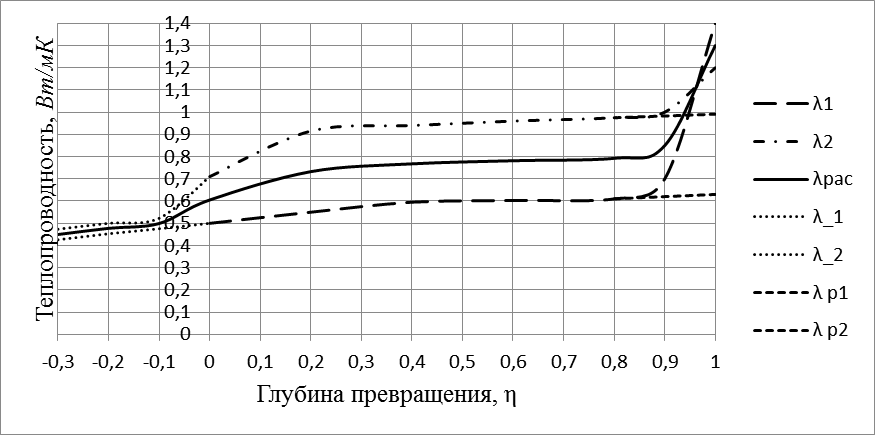 Теплопроводность, Вт/мК
1,4
1,3
1,2
1,1
1
0,9
0,8
0,7
0,6
0,5
0,4
0,3
0,2
0,1
0
-0,3 -0,2 -0,1 0 0,1 0,2 0,3 0,4 0,5 0,6 0,7 0,8 0,9 1
Глубина превращения, η
λ1
λ2
λрас
λ_1
λ_2
λ р1
λ р2